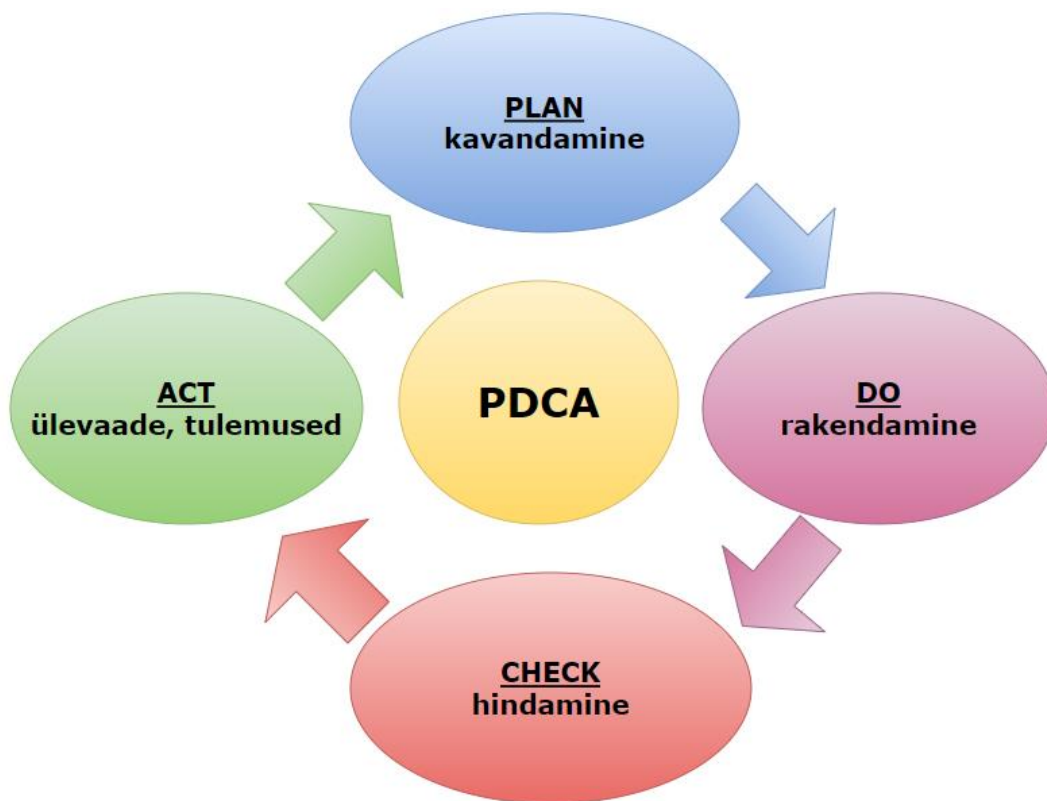 PLAN
kavandamine
ACT
ülevaade, tulemused
PDCA
DO
rakendamine
CHECK
hindamine